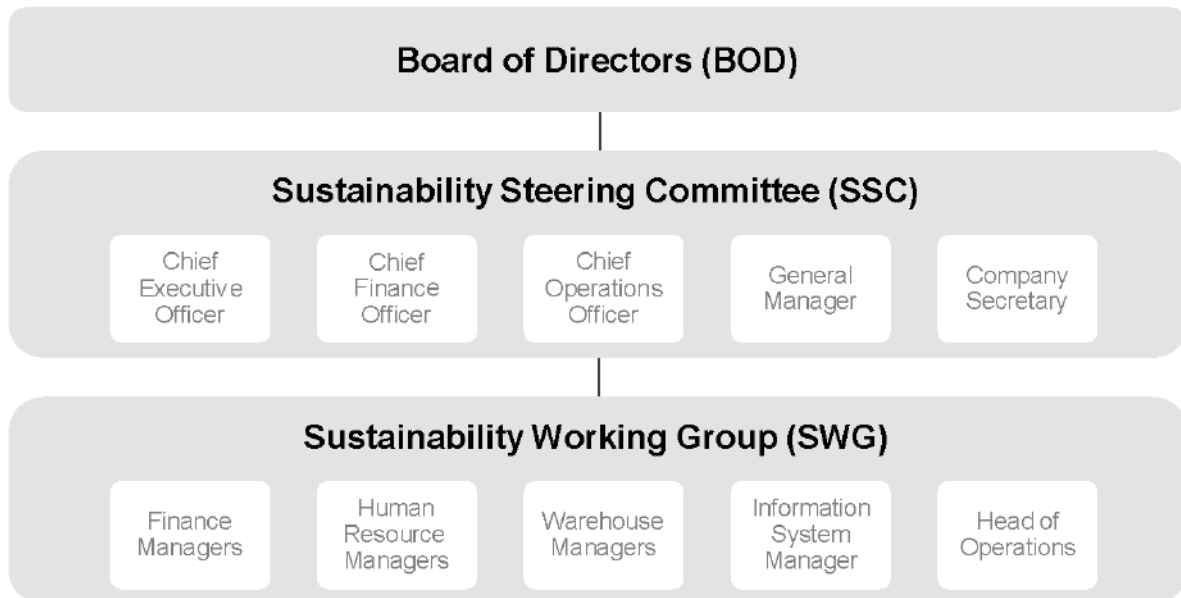 Board of Directors (BOD)
Sustainability Steering Committee (SSC)
Chief
Executive
Officer
Chief
Finance
Officer
Chief
Operations
Officer
General
Manager
Company
Secretary
Sustainability Working Group (SWG)
Finance
Managers
Human
Resource
Managers
Warehouse
Managers
Information
System
Manager
Head of
Operations